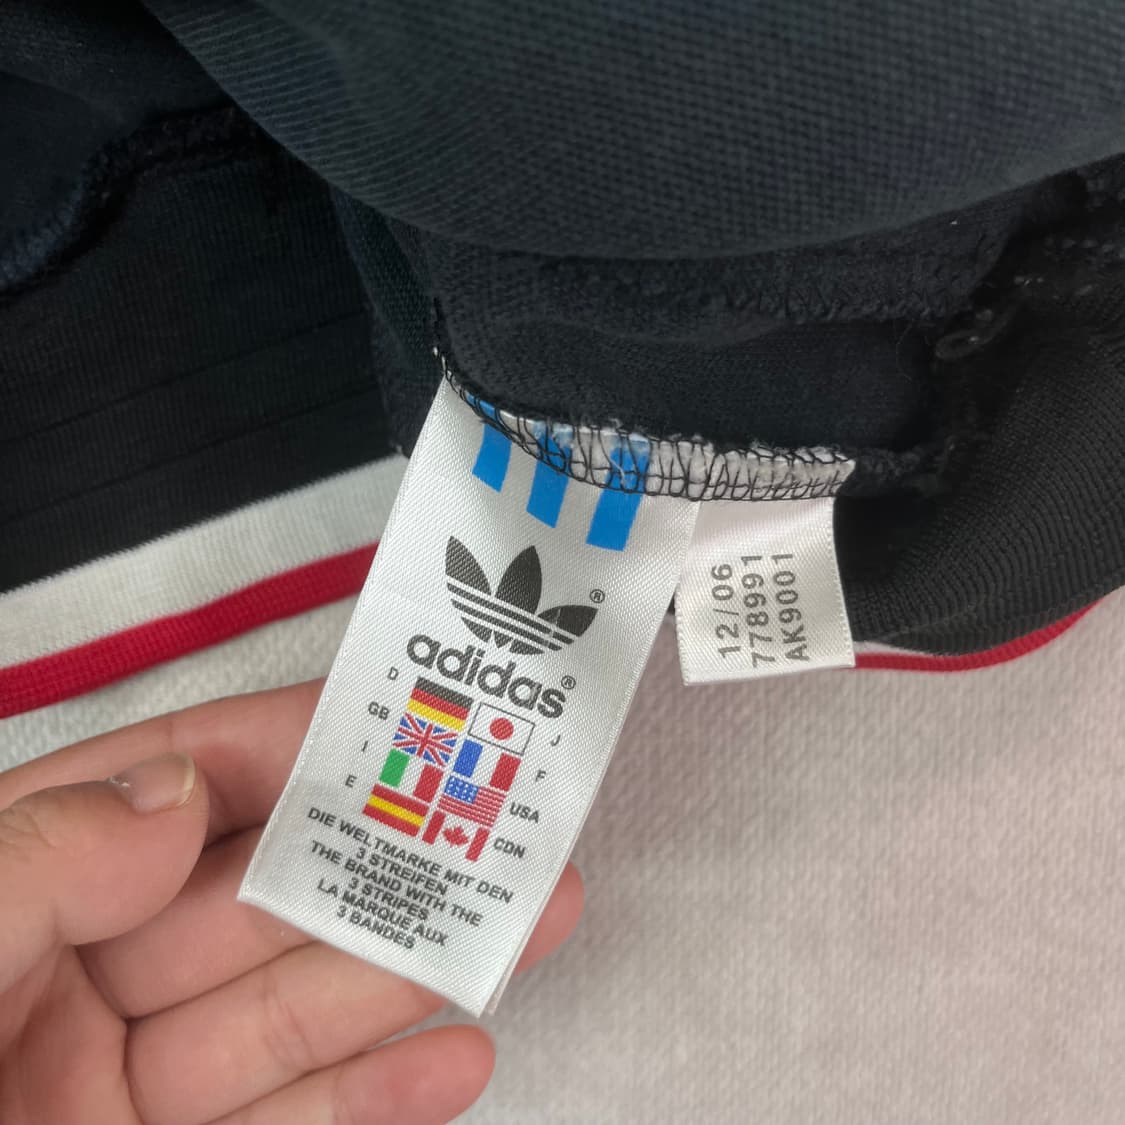 adidas®
D
J
GB
F
I
USA
E
CDN
DIE WELTMARKE MIT DEN
3 STREIFEN
THE BRAND WITH THE
3 STRIPES
LA MARQUE AUX
3 BANDES
12/06
778991
AK9001